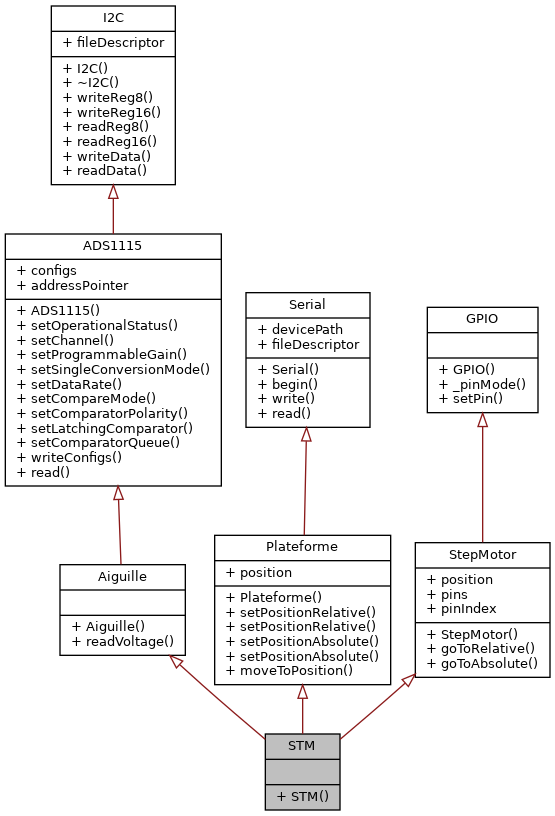 I2C
+ fileDescriptor
+ I2C()
+ ~I2C()
+ writeReg8()
+ writeReg16()
+ readReg8()
+ readReg16()
+ writeData()
+ readData()
ADS1115
+ configs
+ addressPointer
+ ADS1115()
+ setOperationalStatus()
+ setChannel()
+ setProgrammableGain()
+ setSingleConversionMode()
+ setDataRate()
+ setCompareMode()
+ setComparatorPolarity()
+ setLatchingComparator()
+ setComparatorQueue()
+ writeConfigs()
+ read()
Serial
+ devicePath
+ fileDescriptor
+ Serial()
+ begin()
+ write()
+ read()
GPIO
+ GPIO()
+ _pinMode()
+ setPin()
Aiguille
+ Aiguille()
+ readVoltage()
Plateforme
+ position
+ Plateforme()
+ setPositionRelative()
+ setPositionRelative()
+ setPositionAbsolute()
+ setPositionAbsolute()
+ moveToPosition()
StepMotor
+ position
+ pins
+ pinIndex
+ StepMotor()
+ goToRelative()
+ goToAbsolute()
STM
+ STM()